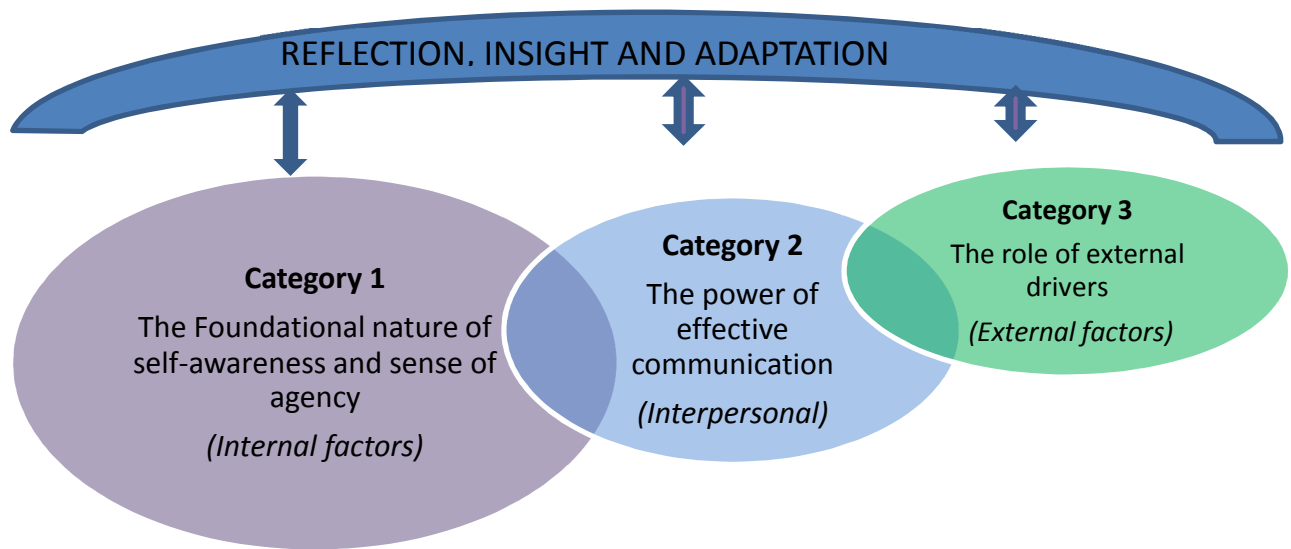 REFLECTION, INSIGHT AND ADAPTATION
Category 1
The Foundational nature of
self-awareness and sense of
agency
(Internal factors)
Category 2
The power of
effective
communication
(Interpersonal)
Category 3
The role of external
drivers
(External factors)